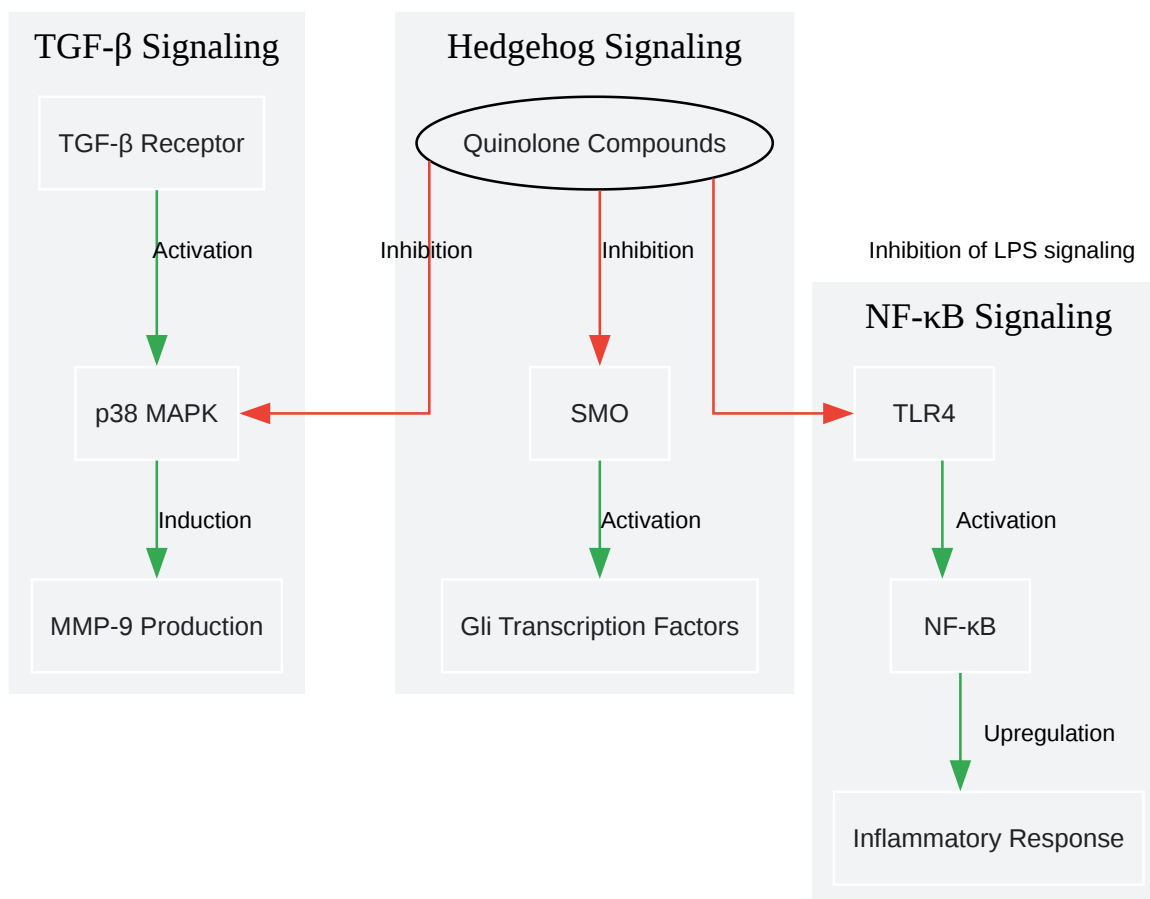 TGF-β Signaling
Hedgehog Signaling
TGF-β Receptor
Quinolone Compounds
Activation
Inhibition
Inhibition
Inhibition of LPS signaling
NF-κB Signaling
p38 MAPK
SMO
TLR4
Induction
Activation
Activation
MMP-9 Production
Gli Transcription Factors
NF-κB
Upregulation
Inflammatory Response